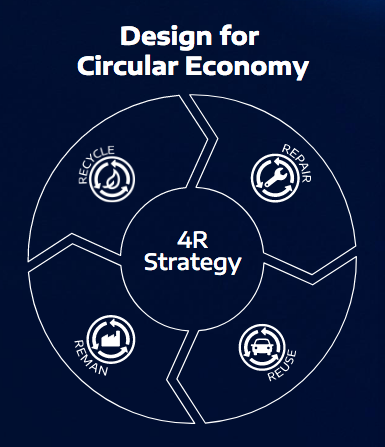 Design for
Circular Economy
RECYCLE
REPAIR
4R
Strategy
REMAN
REUSE